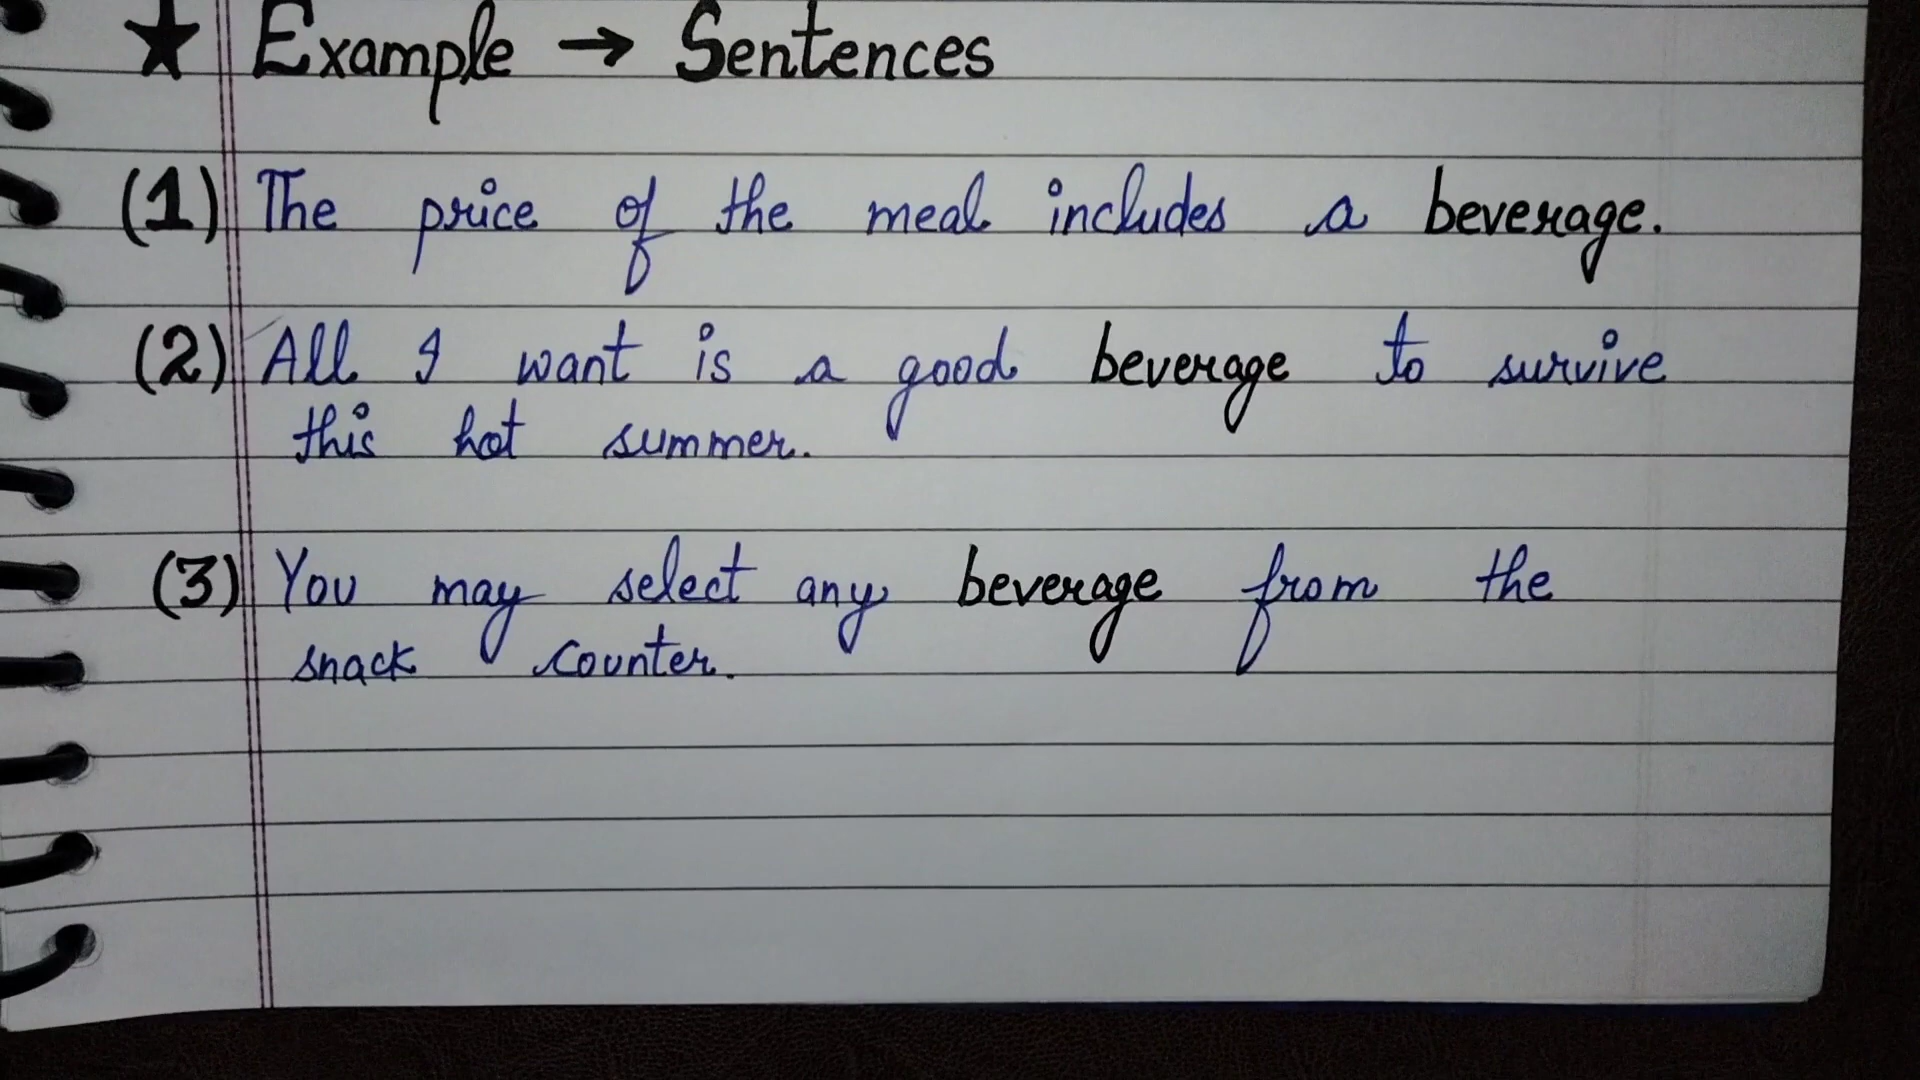 ★ Example → Sentences
(1) The price of the meal includes a beverage.
(2) All I want is a good beverage to survive
this hot summer.
(3) You may select any beverage from the
snack counter.